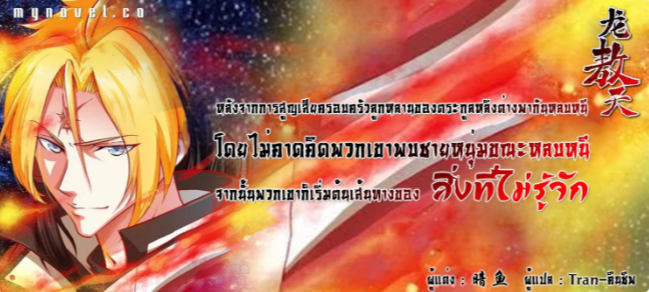 mynovel.co
龙敖天
หลังจากการสูญเสียครอบครัวลูกหลานของตระกูลหลิงต่างพากันหลบหนี
โดยไม่คาดคิดพวกเขาพบชายหนุ่มขณะหลบหนี
จากนั้นพวกเขาก็เริ่มต้นเส้นทางของ สิ่งที่ไม่รู้จัก
ผู้แต่ง : 暗鱼 ผู้แปล : Tran-คืนชีพ